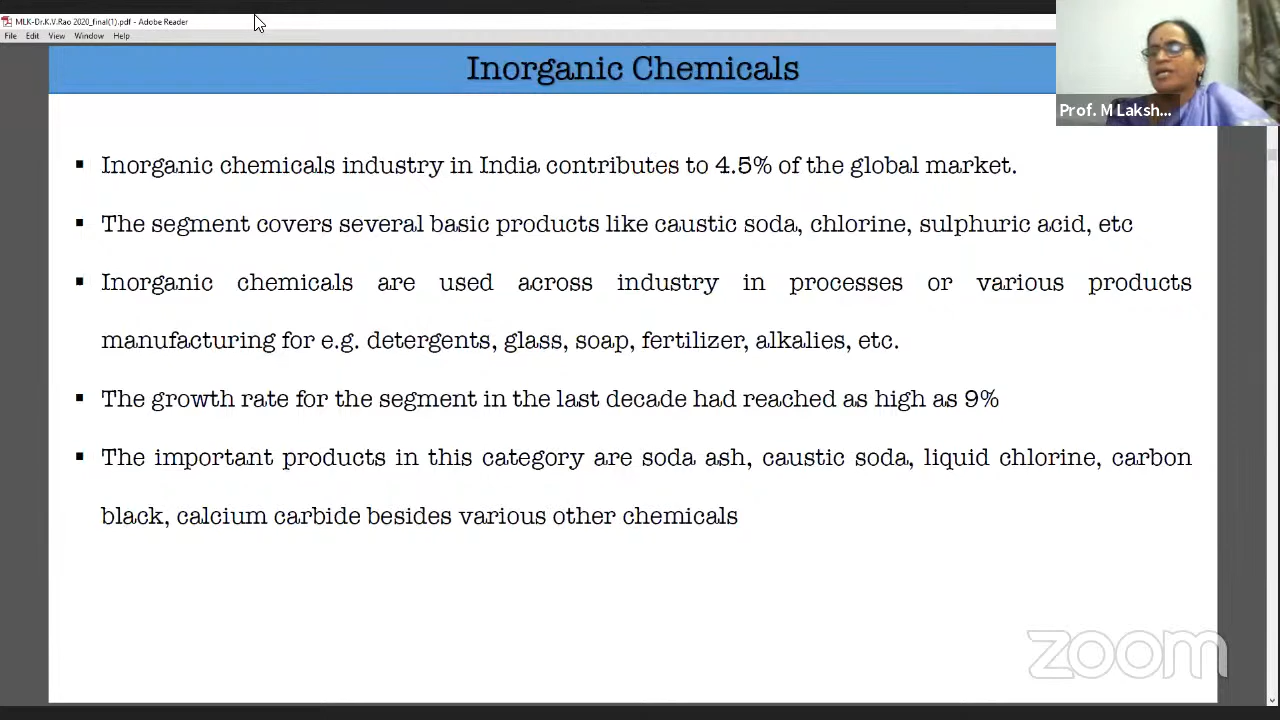 MLK-Dr.K.V.Rao 2020_final(1).pdf - Adobe Reader
File Edit View Window Help
Inorganic Chemicals
Prof. M Laksh...
▪ Inorganic chemicals industry in India contributes to 4.5% of the global market.
▪ The segment covers several basic products like caustic soda, chlorine, sulphuric acid, etc
▪ Inorganic chemicals are used across industry in processes or various products
manufacturing for e.g. detergents, glass, soap, fertilizer, alkalies, etc.
▪ The growth rate for the segment in the last decade had reached as high as 9%
▪ The important products in this category are soda ash, caustic soda, liquid chlorine, carbon
black, calcium carbide besides various other chemicals
zoom